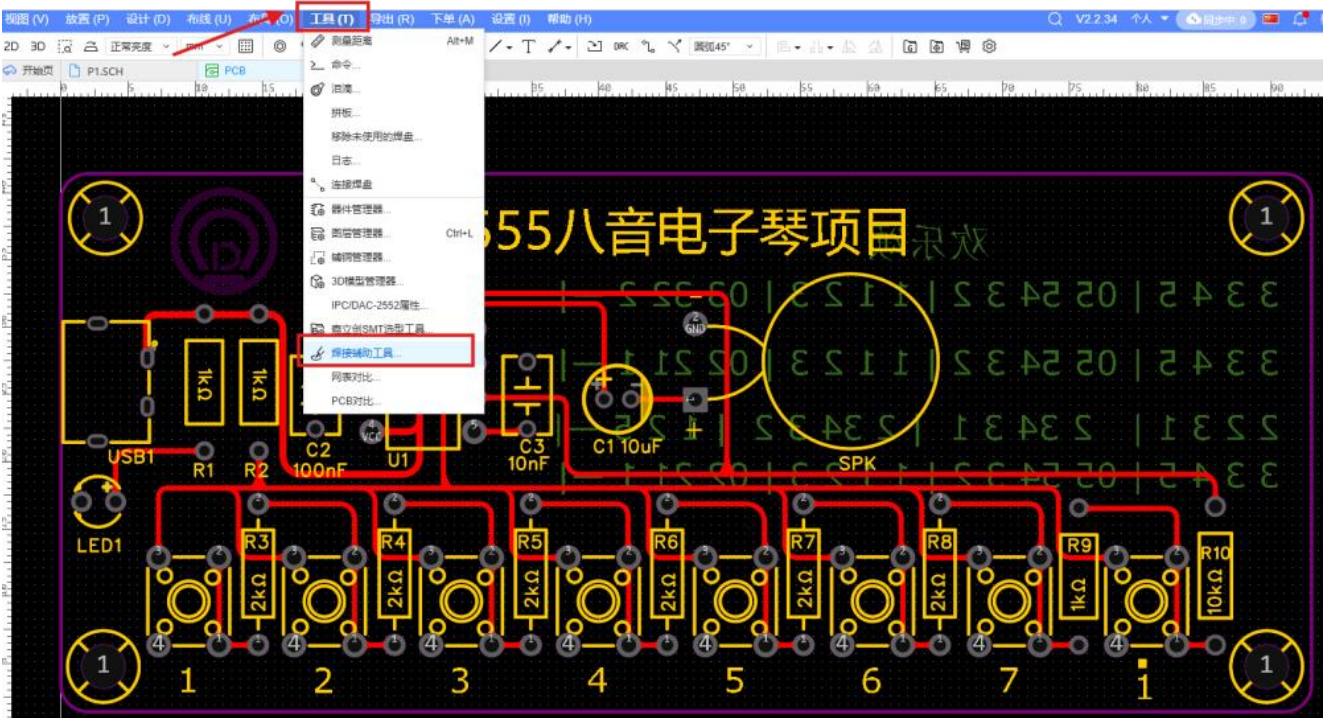 视图 (V) 放置 (P) 设计 (D) 布线 (U) 工具 (T) 导出 (R) 下单 (A) 设置 (I) 帮助 (H) V2.2.34 个人
2D 3D 正常亮度 mm T DRC 圆弧45°
开始页 P1.SCH PCB
测量距离 Alt+M
命令...
泪滴...
拼板...
移除未使用的焊盘...
日志...
连接焊盘
器件管理器...
图层管理器... Ctrl+L
铺铜管理器...
3D模型管理器...
IPC/DAC-2552属性...
嘉立创SMT选型工具...
焊接辅助工具...
网表对比...
PCB对比...
555八音电子琴项目
欢乐颂
1 1
1kΩ 1kΩ
GND
VCC
USB1 R1 R2 C2 100nF U1 C3 10nF C1 10uF SPK
LED1
R3 R4 R5 R6 R7 R8 R9 R10
2kΩ 2kΩ 2kΩ 2kΩ 2kΩ 2kΩ 1kΩ 10kΩ
1 1
1 2 3 4 5 6 7 1